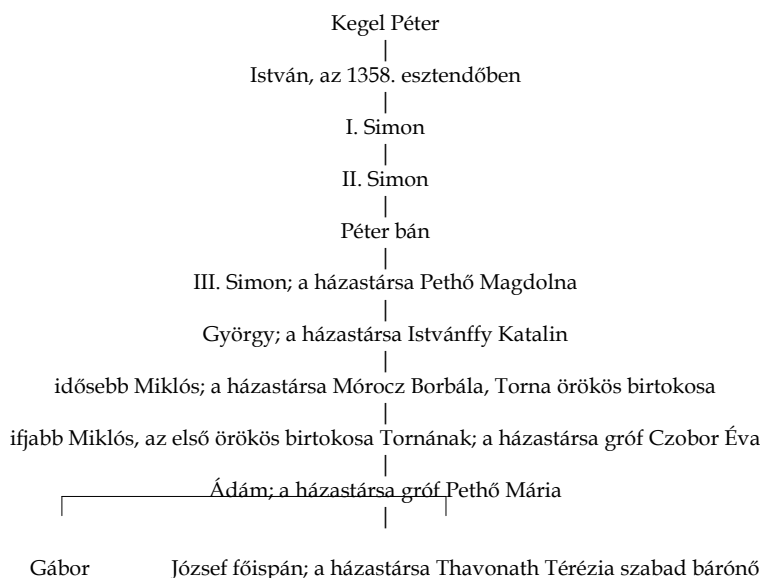 Kegel Péter
István, az 1358. esztendőben
I. Simon
II. Simon
Péter bán
III. Simon; a házastársa Pethő Magdolna
György; a házastársa Istvánffy Katalin
idősebb Miklós; a házastársa Mórocz Borbála, Torna örökös birtokosa
ifjabb Miklós, az első örökös birtokosa Tornának; a házastársa gróf Czobor Éva
Ádám; a házastársa gróf Pethő Mária
Gábor József főispán; a házastársa Thavonath Térézia szabad bárónő